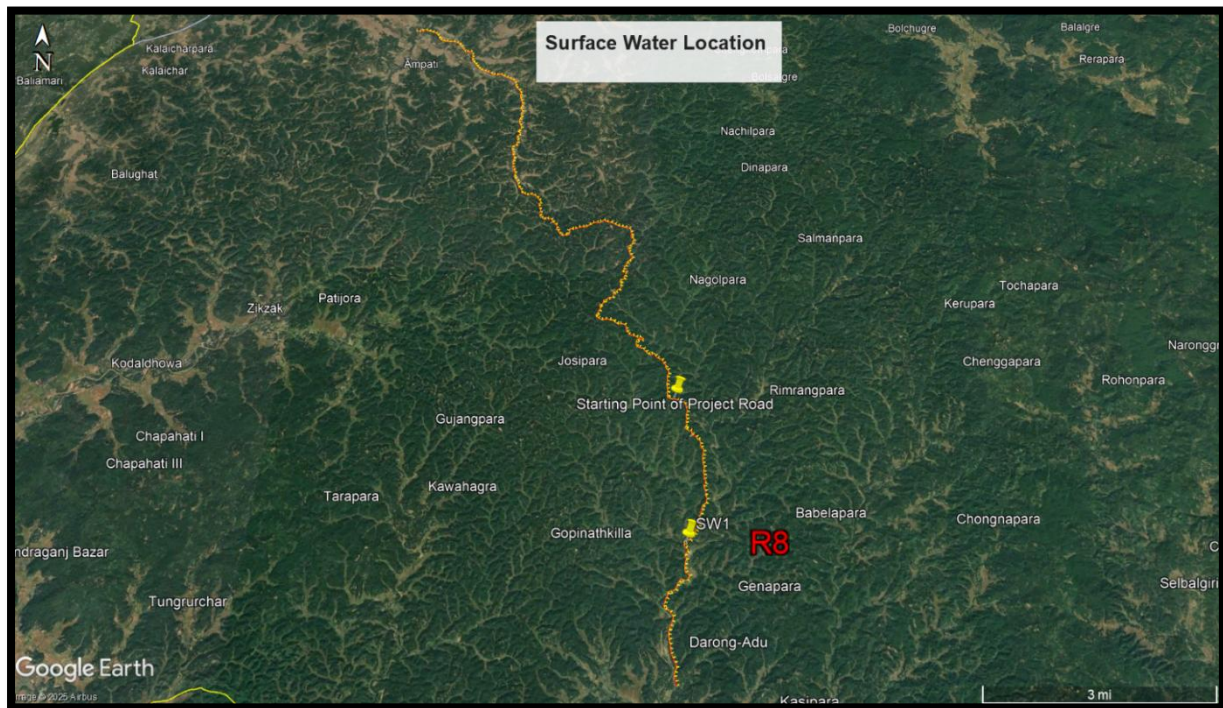 Surface Water Location
N
Kalaicharpara
Kalaichar
Baliamari
Ampati
Bolchugre
Balalgre
Rerapara
Nachilpara
Dinapara
Balughat
Salmanpara
Nagolpara
Tochapara
Kerupara
Patijora
Zikzak
Narongg
Josipara
Chenggapara
Kodaldhowa
Rohonpara
Rimrangpara
Starting Point of Project Road
Gujangpara
Chapahati I
Chapahati III
Kawahagra
Tarapara
Babelapara
Chongnapara
SW1
Gopinathkilla
R8
ndraganj Bazar
Genapara
Selbalgiri
Tungrurchar
Darong-Adu
Google Earth
mage © 2025 Airbus
Kasipara
3 mi